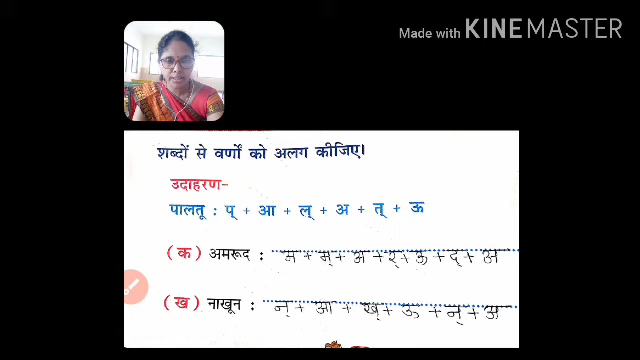 Made with KINEMASTER
शब्दों से वर्णों को अलग कीजिए।
उदाहरण-
पालतू : प् + आ + ल् + अ + त् + ऊ
(क) अमरूद : अ + म् + अ + र् + ऊ + द् + अ
(ख) नाखून : न् + आ + ख् + ऊ + न् + अ